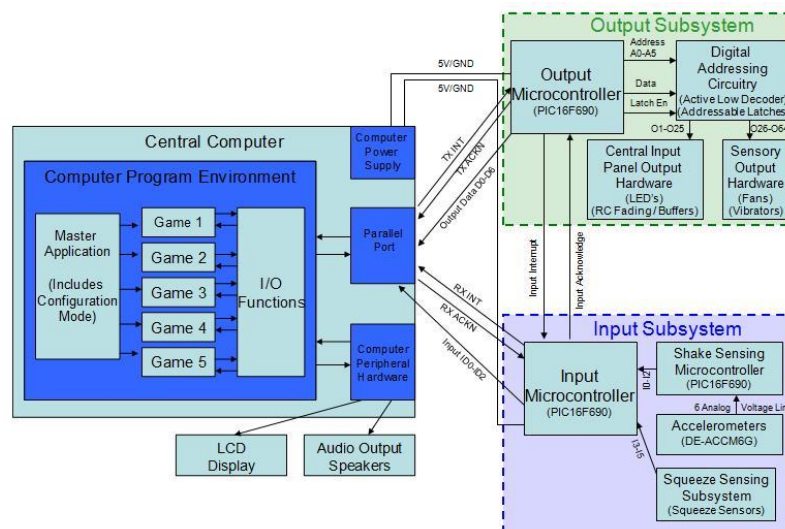 Output Subsystem
Address
A0-A5
Data
Latch En
Output
Microcontroller
(PIC16F690)
Digital
Addressing
Circuitry
(Active Low Decoder)
(Addressable Latches)
O1-O25
O26-O64
Central Input
Panel Output
Hardware
(LED's)
(RC Fading / Buffers)
Sensory
Output
Hardware
(Fans)
(Vibrators)
5V/GND
5V/GND
Central Computer
Computer
Power
Supply
TX INT
TX ACKN
Output Data D0-D6
Computer Program Environment
Master
Application
(Includes
Configuration
Mode)
Game 1
Game 2
Game 3
Game 4
Game 5
I/O
Functions
Parallel
Port
Computer
Peripheral
Hardware
RX INT
RX ACKN
Input ID0-ID2
Input Interrupt
Input Acknowledge
LCD
Display
Audio Output
Speakers
Input Subsystem
Input
Microcontroller
(PIC16F690)
I0-I2
I3-I5
Shake Sensing
Microcontroller
(PIC16F690)
6 Analog
Voltage Lin
Accelerometers
(DE-ACCM6G)
Squeeze Sensing
Subsystem
(Squeeze Sensors)